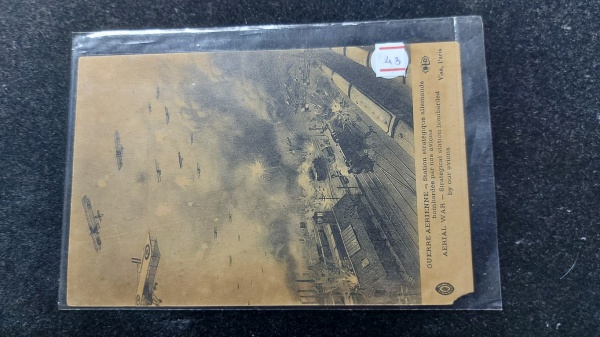 43
GUERRE AERIENNE — Station stratégique allemande
bombardée par nos avions
AERIAL WAR — Strategical station bombarded
by our avions
Visé, Paris